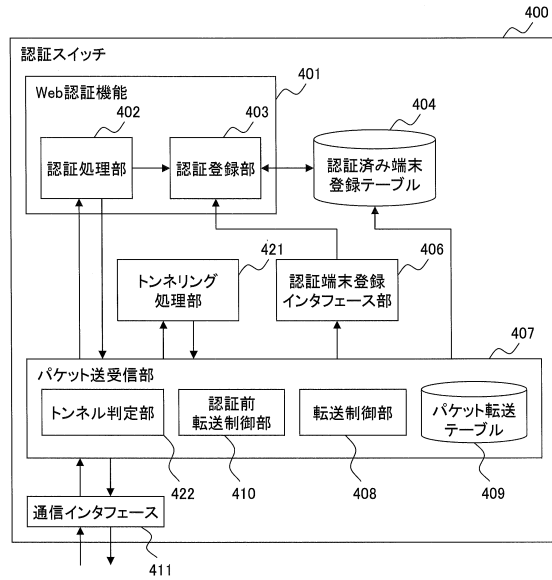 400
認証スイッチ
Web認証機能
401
402
403
404
認証処理部
認証登録部
認証済み端末
登録テーブル
421
406
トンネリング
処理部
認証端末登録
インタフェース部
407
パケット送受信部
トンネル判定部
認証前
転送制御部
転送制御部
パケット転送
テーブル
422
410
408
409
通信インタフェース
411